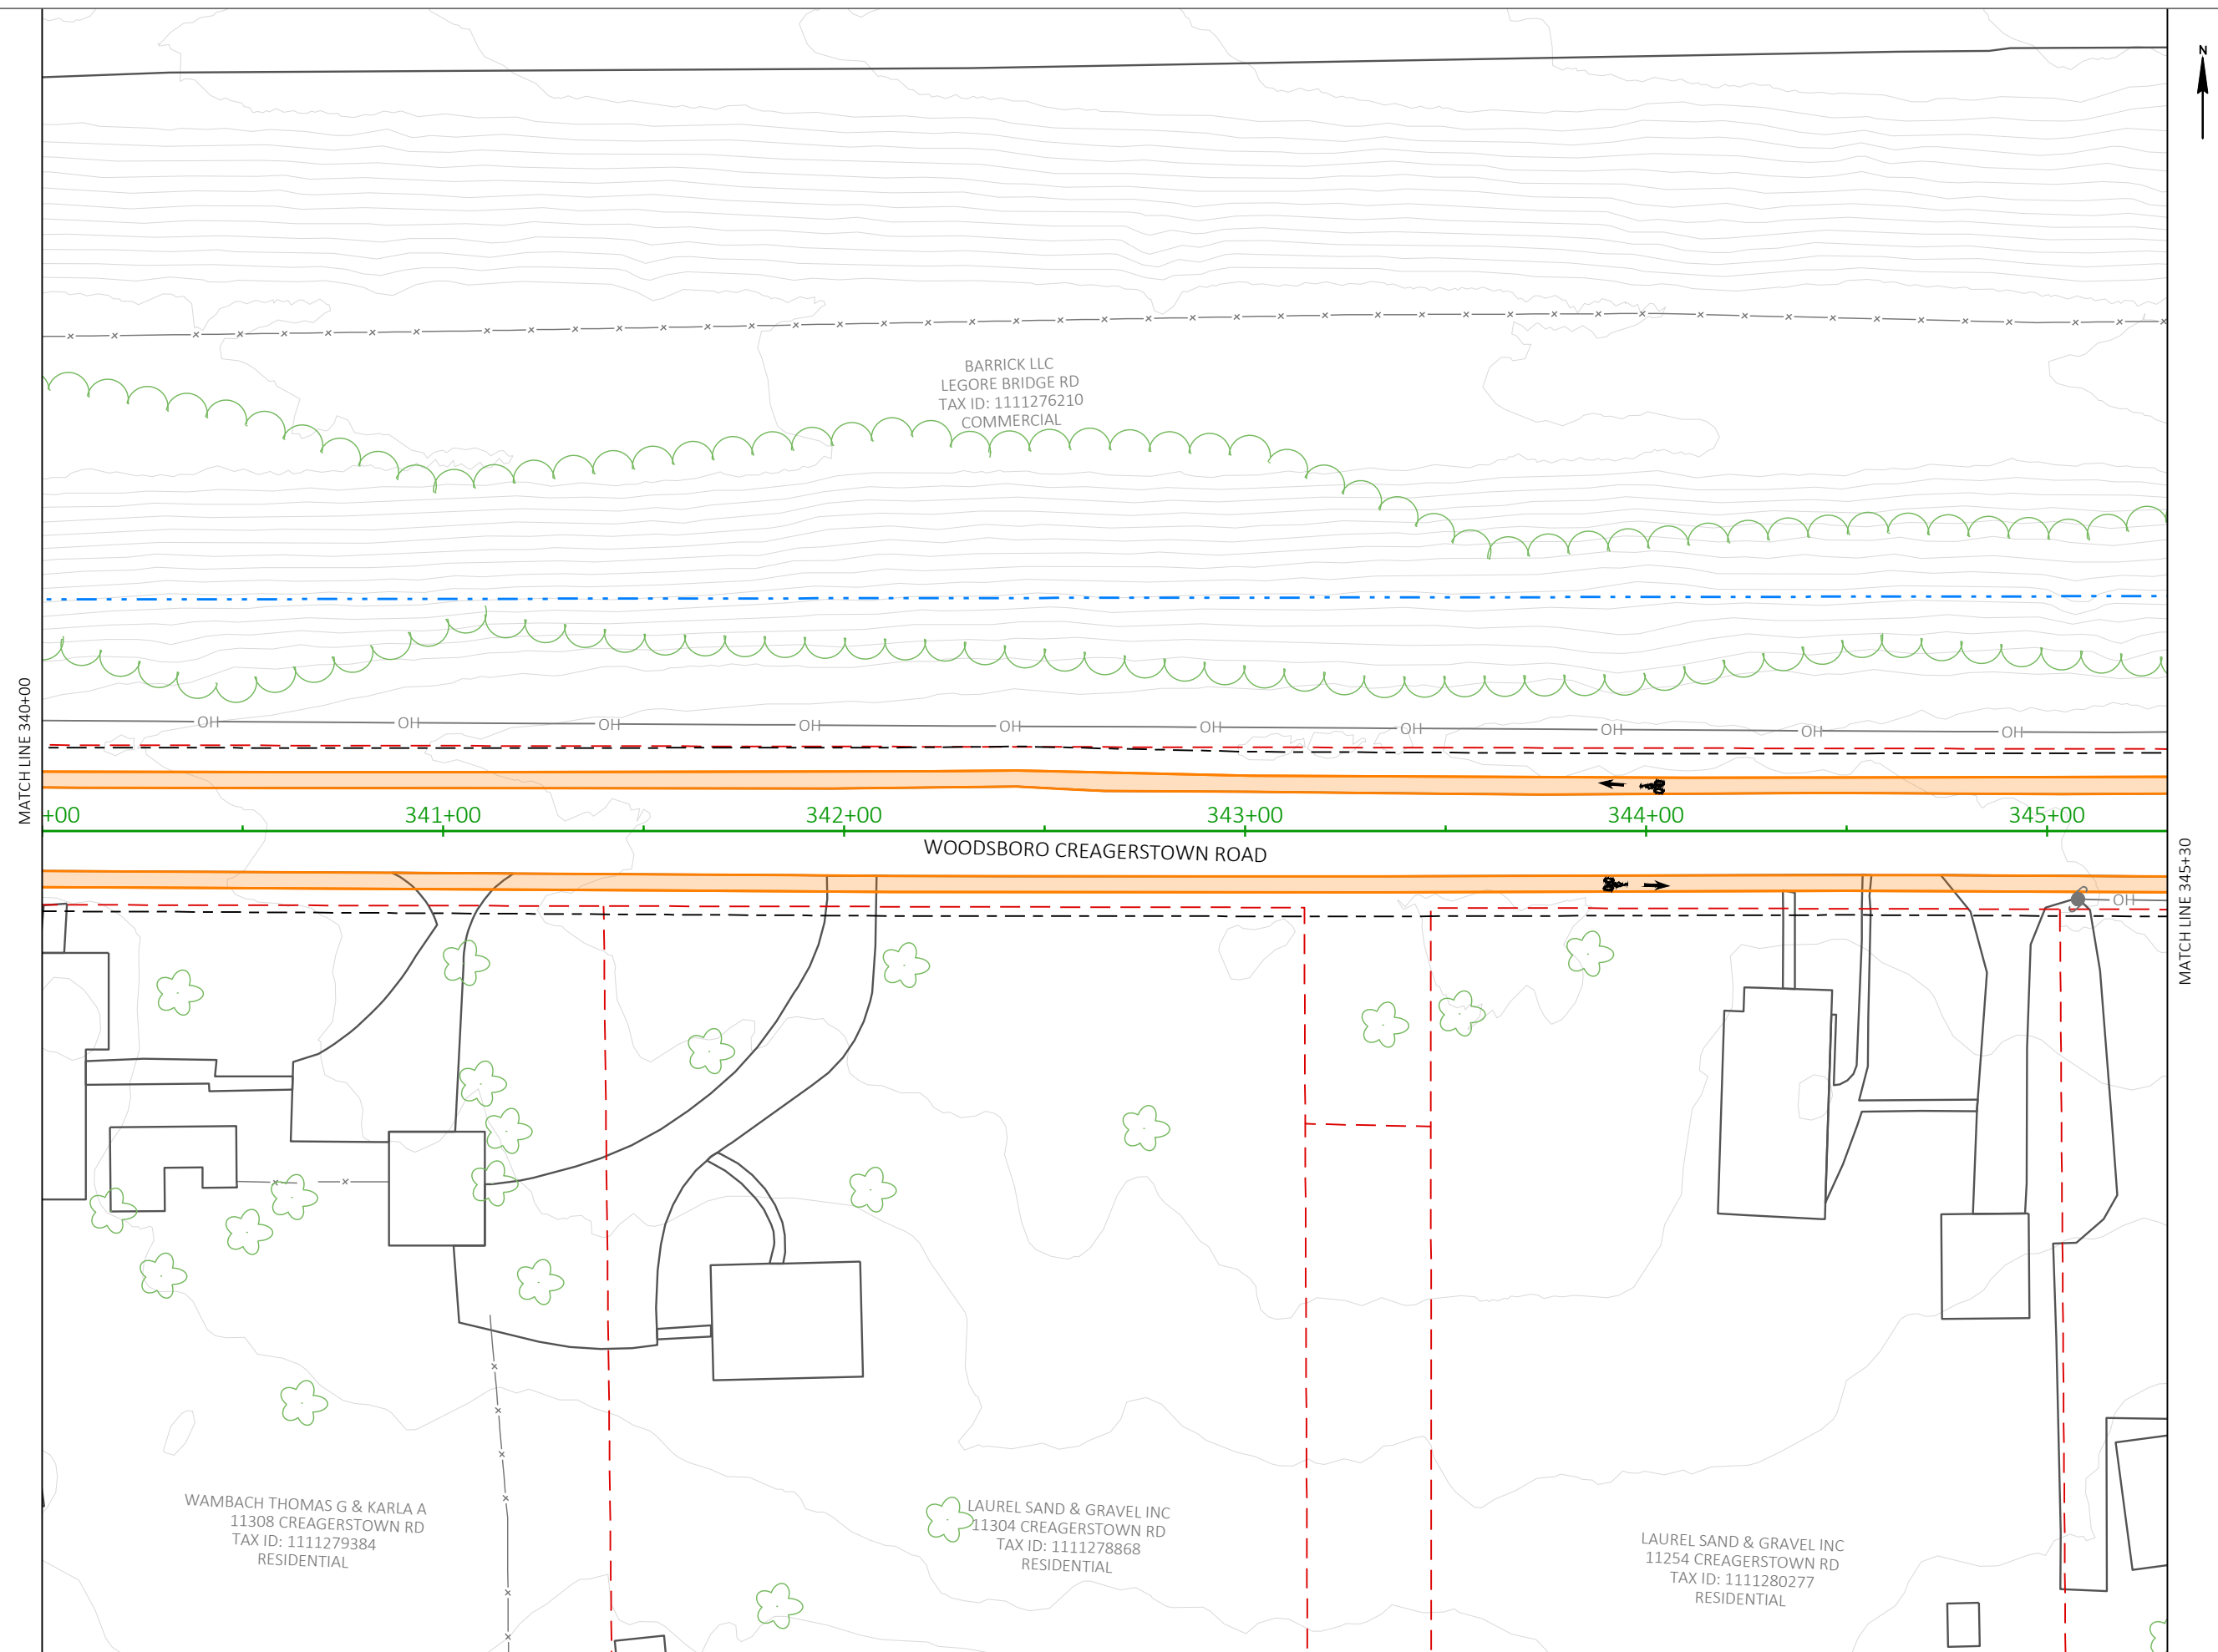 N
BARRICK LLC
LEGORE BRIDGE RD
TAX ID: 1111276210
COMMERCIAL
MATCH LINE 340+00
OH OH OH OH OH OH OH OH OH OH
+00 341+00 342+00 343+00 344+00 345+00
WOODSBORO CREAGERSTOWN ROAD
MATCH LINE 345+30
OH
WAMBACH THOMAS G & KARLA A
11308 CREAGERSTOWN RD
TAX ID: 1111279384
RESIDENTIAL
LAUREL SAND & GRAVEL INC
11304 CREAGERSTOWN RD
TAX ID: 1111278868
RESIDENTIAL
LAUREL SAND & GRAVEL INC
11254 CREAGERSTOWN RD
TAX ID: 1111280277
RESIDENTIAL